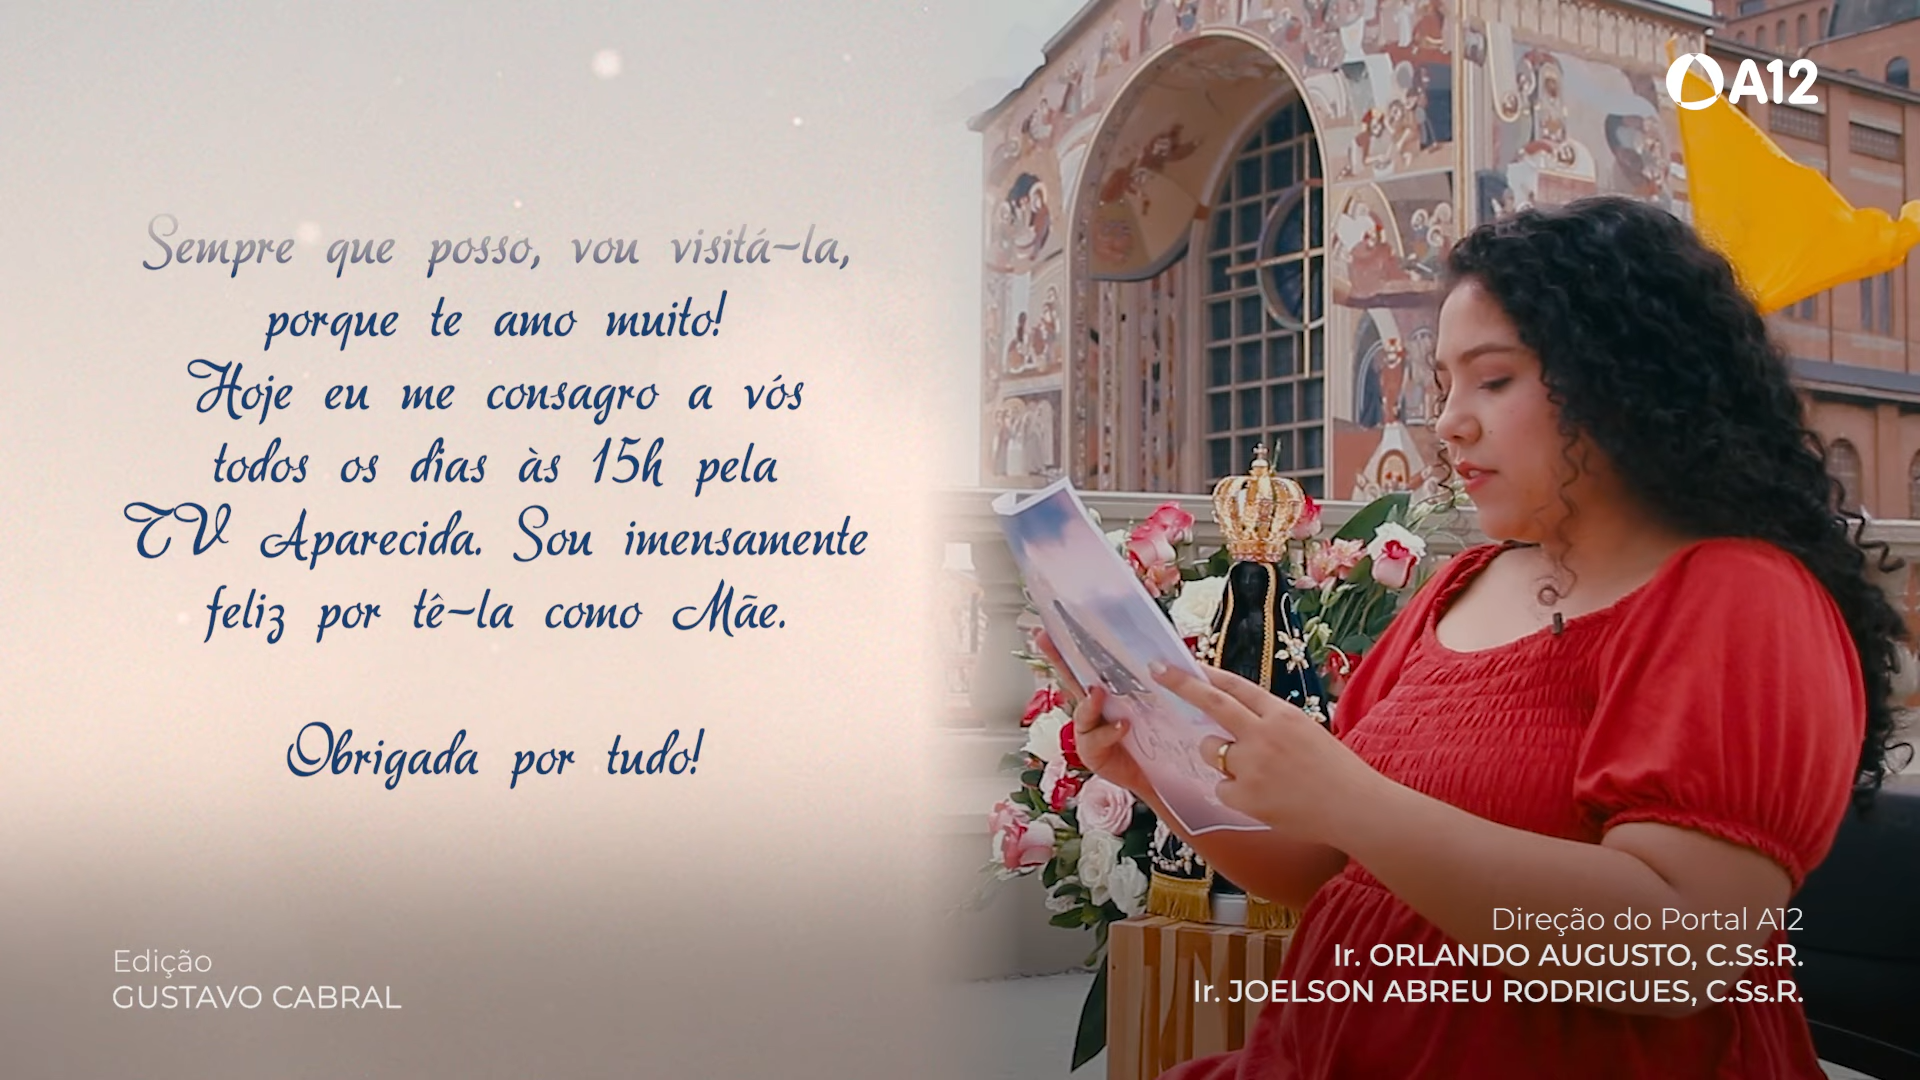 A12
Sempre que posso, vou visitá-la,
porque te amo muito!
Hoje eu me consagro a vós
todos os dias às 15h pela
TV Aparecida. Sou imensamente
feliz por tê-la como Mãe.
Obrigada por tudo!
Edição
GUSTAVO CABRAL
Direção do Portal A12
Ir. ORLANDO AUGUSTO, C.Ss.R.
Ir. JOELSON ABREU RODRIGUES, C.Ss.R.